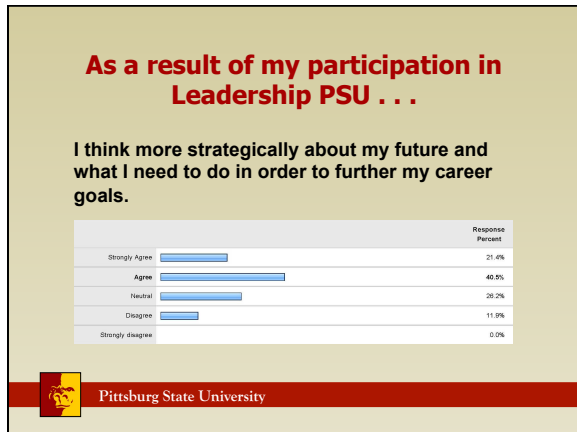 As a result of my participation in
Leadership PSU . . .
I think more strategically about my future and
what I need to do in order to further my career
goals.
Response
Percent
Strongly Agree 21.4%
Agree 40.5%
Neutral 26.2%
Disagree 11.9%
Strongly disagree 0.0%
Pittsburg State University